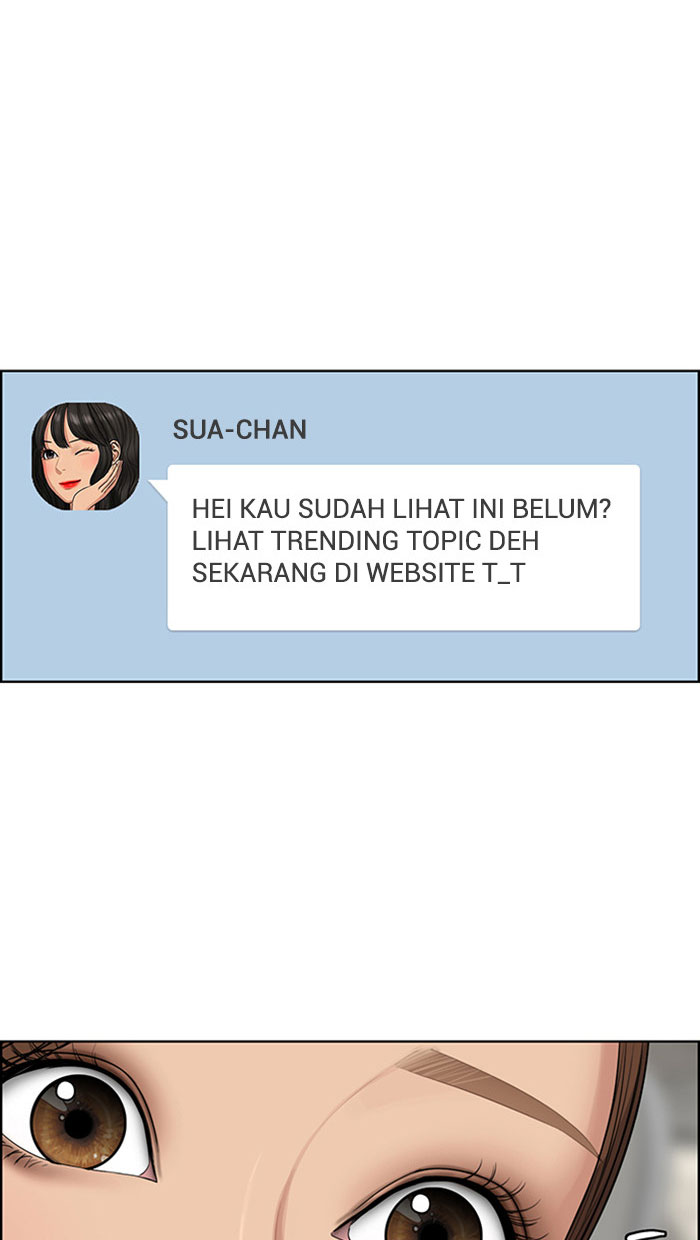 SUA-CHAN
HEI KAU SUDAH LIHAT INI BELUM?
LIHAT TRENDING TOPIC DEH
SEKARANG DI WEBSITE T_T